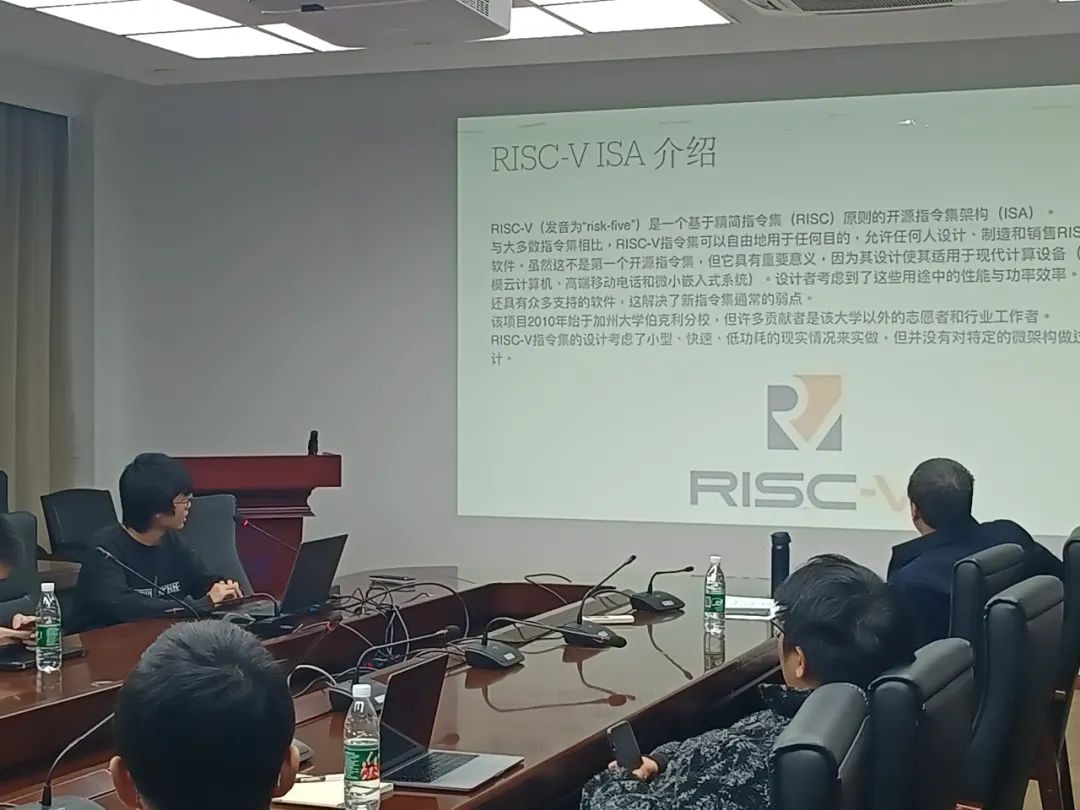 RISC-V ISA 介绍
RISC-V（发音为“risk-five”）是一个基于精简指令集（RISC）原则的开源指令集架构（ISA）。
与大多数指令集相比，RISC-V指令集可以自由地用于任何目的，允许任何人设计、制造和销售RIS
软件。虽然这不是第一个开源指令集，但它具有重要意义，因为其设计使其适用于现代计算设备（
模云计算机、高端移动电话和微小嵌入式系统）。设计者考虑到了这些用途中的性能与功率效率。
还具有众多支持的软件，这解决了新指令集通常的弱点。
该项目2010年始于加州大学伯克利分校，但许多贡献者是该大学以外的志愿者和行业工作者。
RISC-V指令集的设计考虑了小型、快速、低功耗的现实情况来实做，但并没有对特定的微架构做过
计。
RISC-V